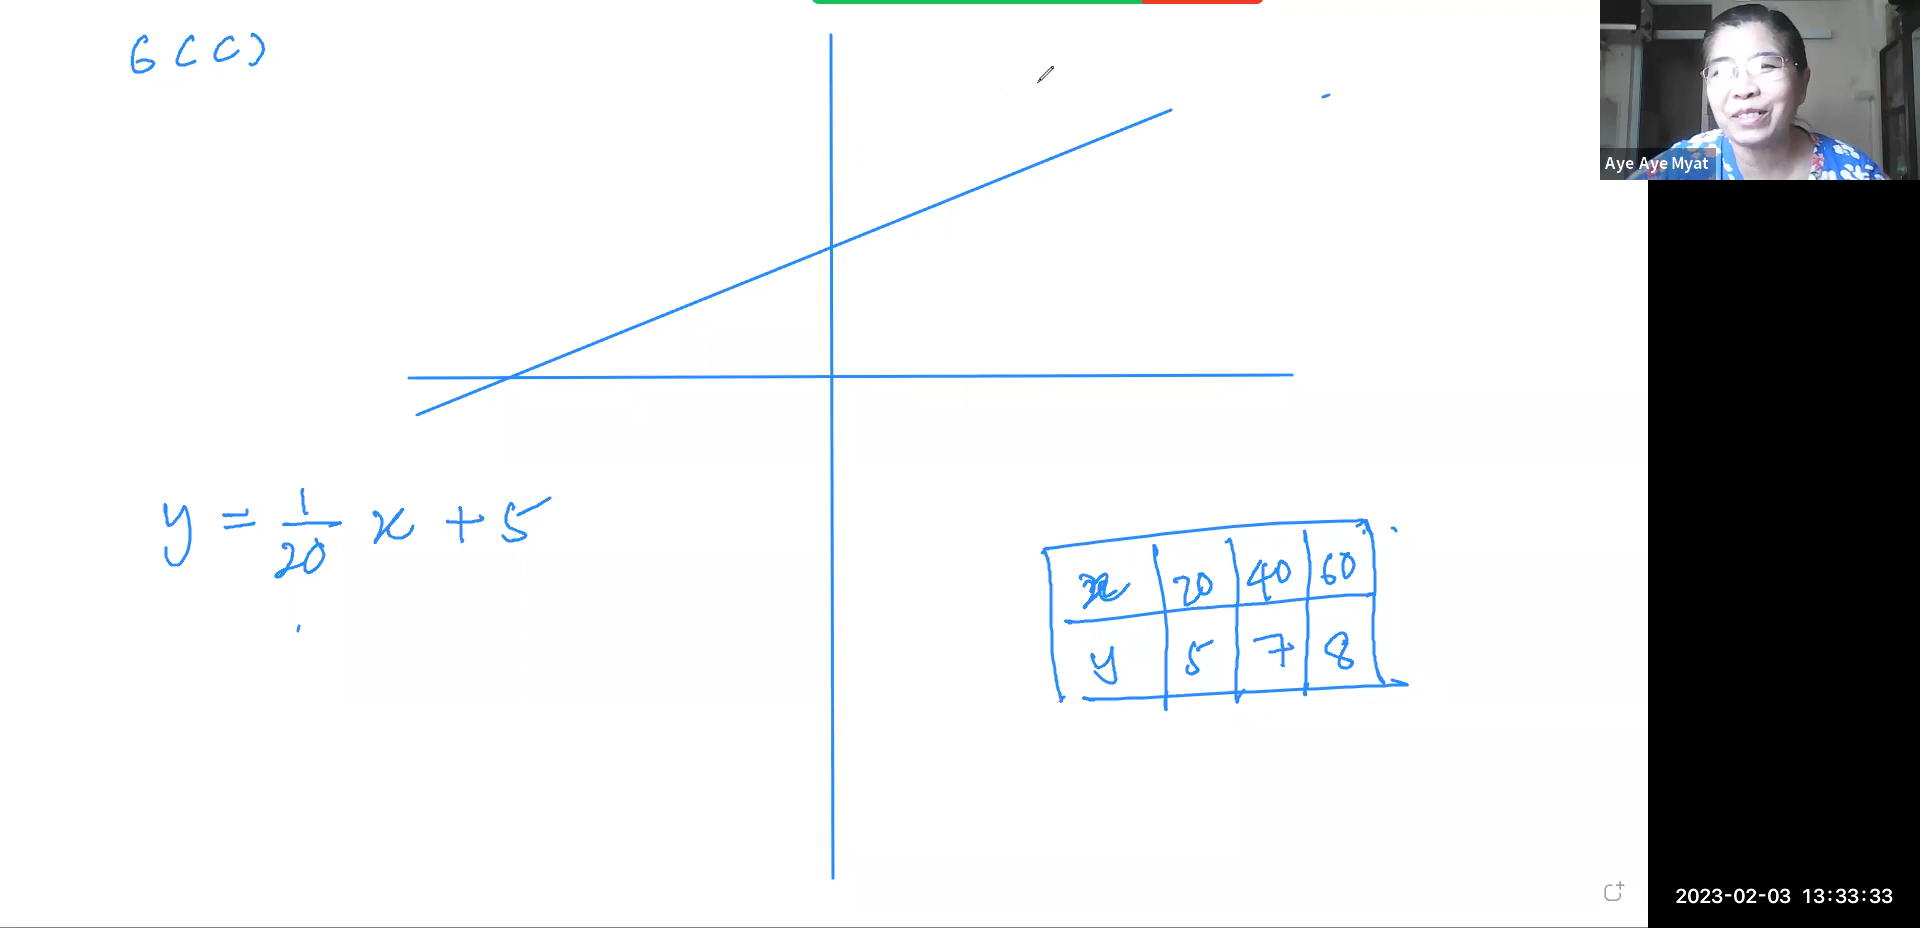 6 (C)
Aye Aye Myat
y = 1/20 x + 5
x 20 40 60
y 5 7 8
2023-02-03 13:33:33